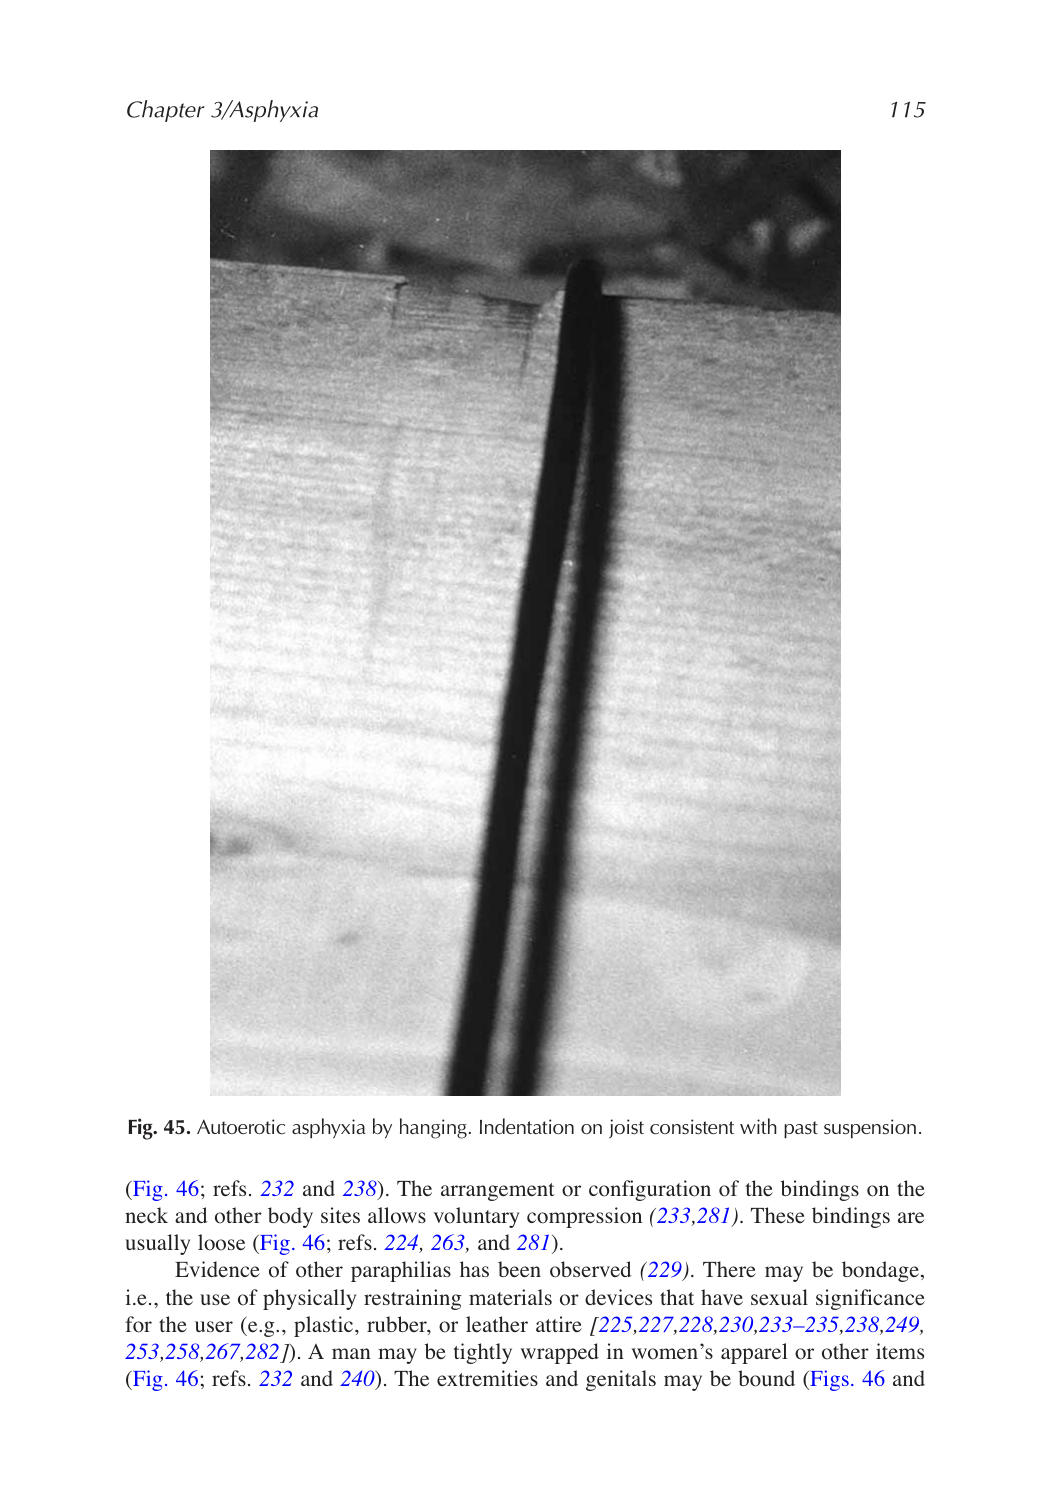 Chapter 3/Asphyxia 115
Fig. 45. Autoerotic asphyxia by hanging. Indentation on joist consistent with past suspension.
(Fig. 46; refs. 232 and 238). The arrangement or configuration of the bindings on the
neck and other body sites allows voluntary compression (233,281). These bindings are
usually loose (Fig. 46; refs. 224, 263, and 281).
Evidence of other paraphilias has been observed (229). There may be bondage,
i.e., the use of physically restraining materials or devices that have sexual significance
for the user (e.g., plastic, rubber, or leather attire [225,227,228,230,233–235,238,249,
253,258,267,282]). A man may be tightly wrapped in women's apparel or other items
(Fig. 46; refs. 232 and 240). The extremities and genitals may be bound (Figs. 46 and